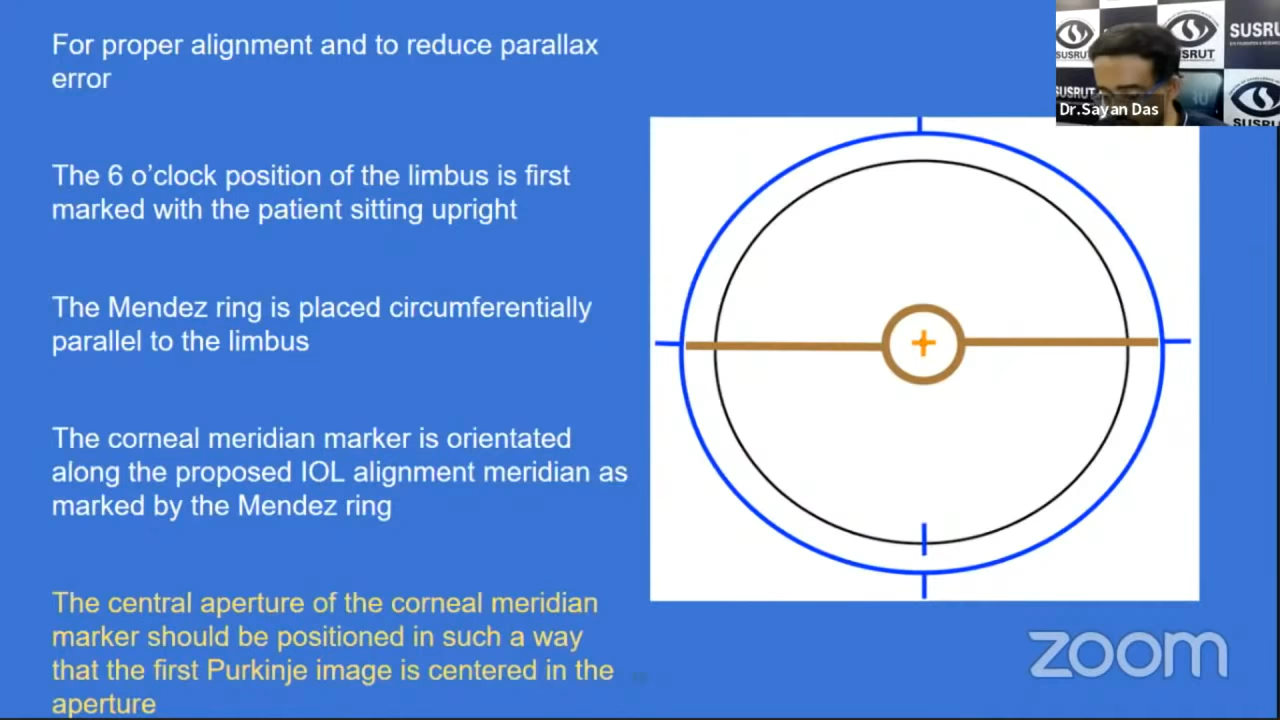 For proper alignment and to reduce parallax
error
The 6 o’clock position of the limbus is first
marked with the patient sitting upright
The Mendez ring is placed circumferentially
parallel to the limbus
The corneal meridian marker is orientated
along the proposed IOL alignment meridian as
marked by the Mendez ring
The central aperture of the corneal meridian
marker should be positioned in such a way
that the first Purkinje image is centered in the
aperture
SUSRU
SUSRUT
Dr.Sayan Das
zoom